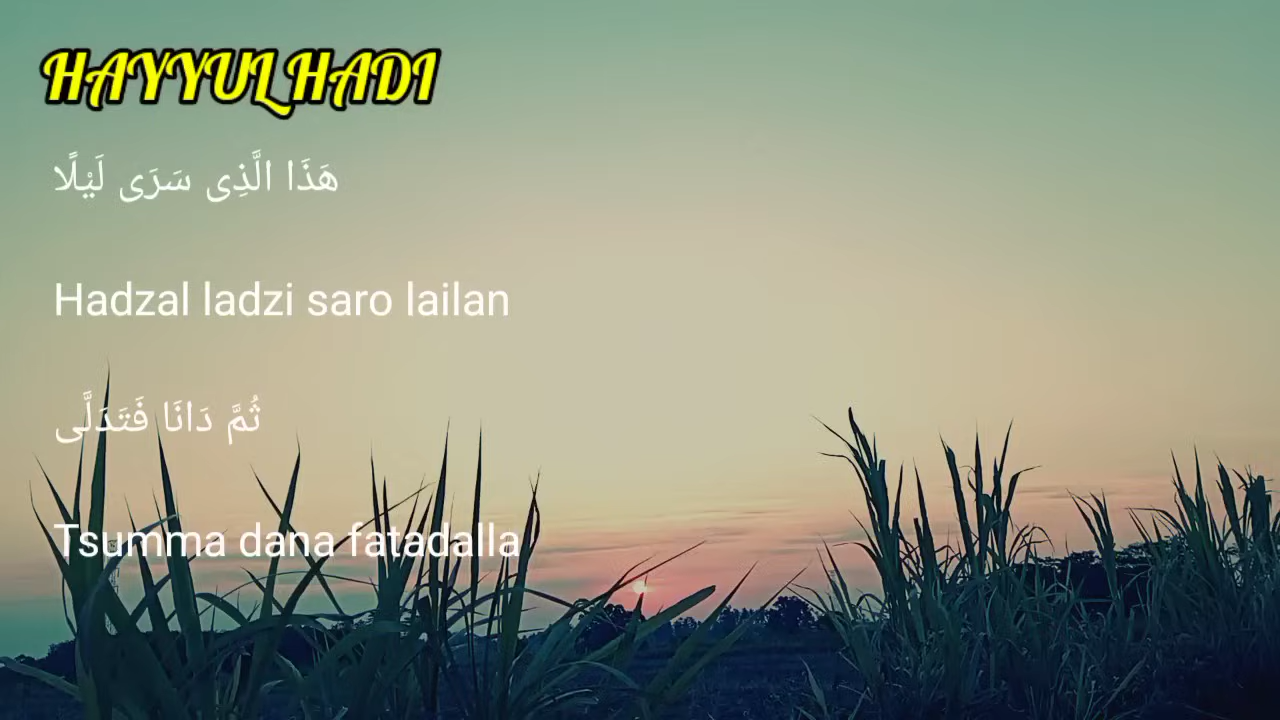 HAYYUL HADI
هَذَا الَّذِى سَرَى لَيْلًا
Hadzal ladzi saro lailan
ثُمَّ دَانَا فَتَدَلَّى
Tsumma dana fatadalla